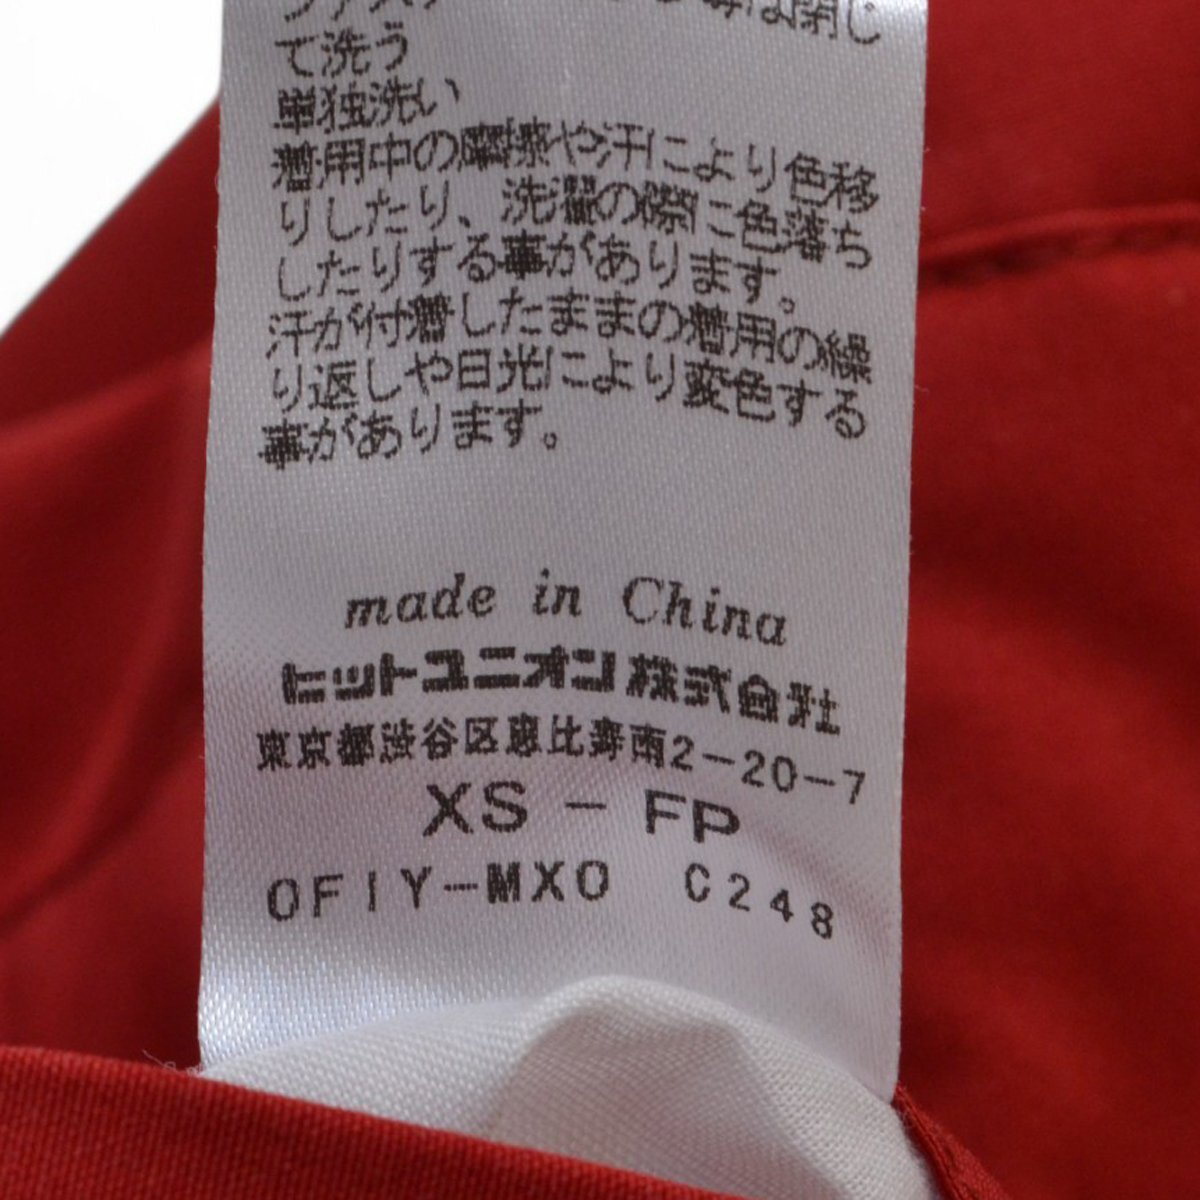 は閉じ
て洗う
単独洗い
着用中の摩擦や汗により色移
りしたり、洗濯の際に色落ち
したりする事があります。
汗が付着したままの着用の繰
り返しや日光により変色する
事があります。
made in China
ヒットユニオン株式会社
東京都渋谷区恵比寿南2-20-7
XS-FP
OFIY-MXO C248